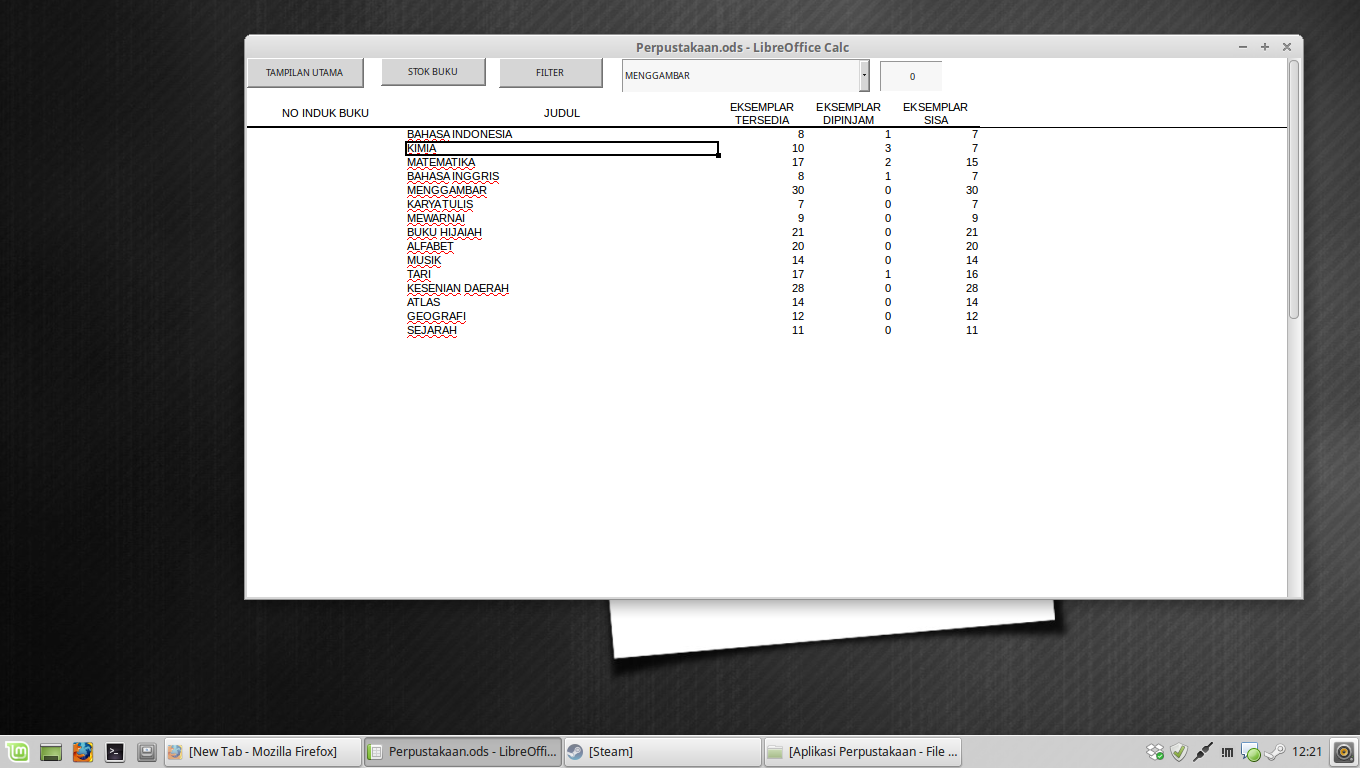 Perpustakaan.ods - LibreOffice Calc
TAMPILAN UTAMA STOK BUKU FILTER MENGGAMBAR 0
NO INDUK BUKU JUDUL EKSEMPLAR TERSEDIA EKSEMPLAR DIPINJAM EKSEMPLAR SISA
BAHASA INDONESIA 8 1 7
KIMIA 10 3 7
MATEMATIKA 17 2 15
BAHASA INGGRIS 8 1 7
MENGGAMBAR 30 0 30
KARYA TULIS 7 0 7
MEWARNAI 9 0 9
BUKU HIJAIAH 21 0 21
ALFABET 20 0 20
MUSIK 14 0 14
TARI 17 1 16
KESENIAN DAERAH 28 0 28
ATLAS 14 0 14
GEOGRAFI 12 0 12
SEJARAH 11 0 11
[New Tab - Mozilla Firefox] Perpustakaan.ods - LibreOffi... [Steam] [Aplikasi Perpustakaan - File ... 12:21